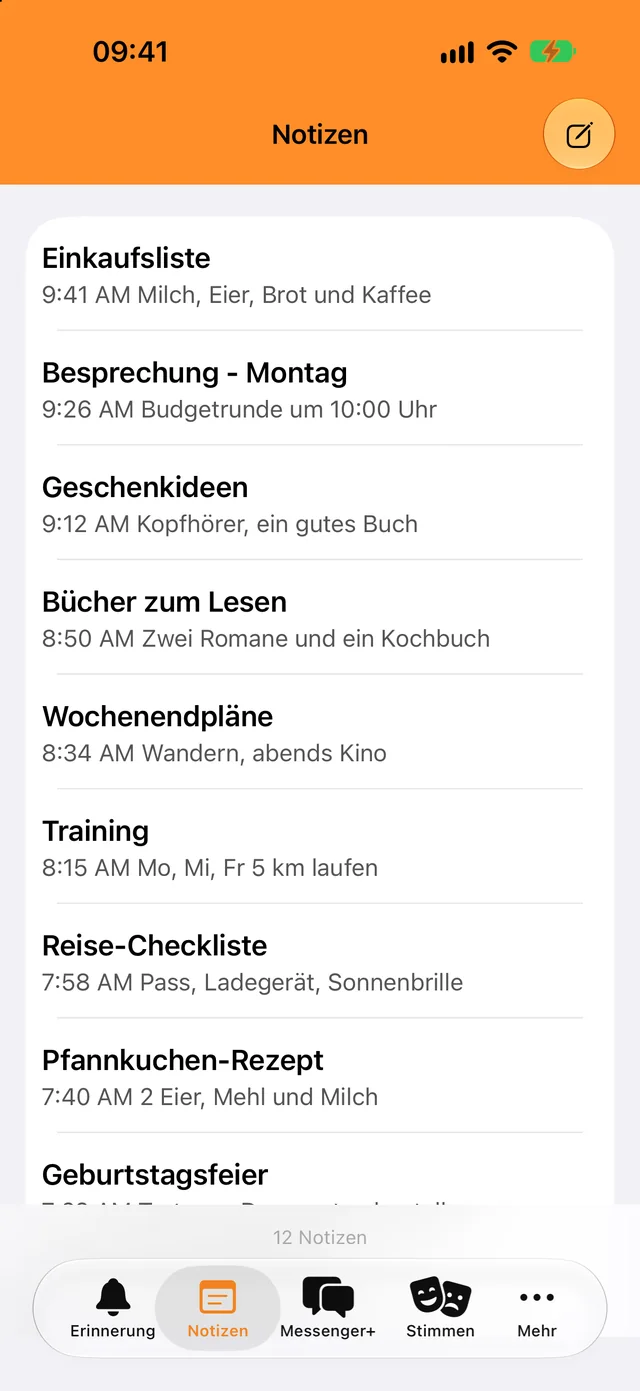 09:41
Notizen
Einkaufsliste
9:41 AM Milch, Eier, Brot und Kaffee
Besprechung - Montag
9:26 AM Budgetrunde um 10:00 Uhr
Geschenkideen
9:12 AM Kopfhörer, ein gutes Buch
Bücher zum Lesen
8:50 AM Zwei Romane und ein Kochbuch
Wochenendpläne
8:34 AM Wandern, abends Kino
Training
8:15 AM Mo, Mi, Fr 5 km laufen
Reise-Checkliste
7:58 AM Pass, Ladegerät, Sonnenbrille
Pfannkuchen-Rezept
7:40 AM 2 Eier, Mehl und Milch
Geburtstagsfeier
12 Notizen
Erinnerung Notizen Messenger+ Stimmen Mehr